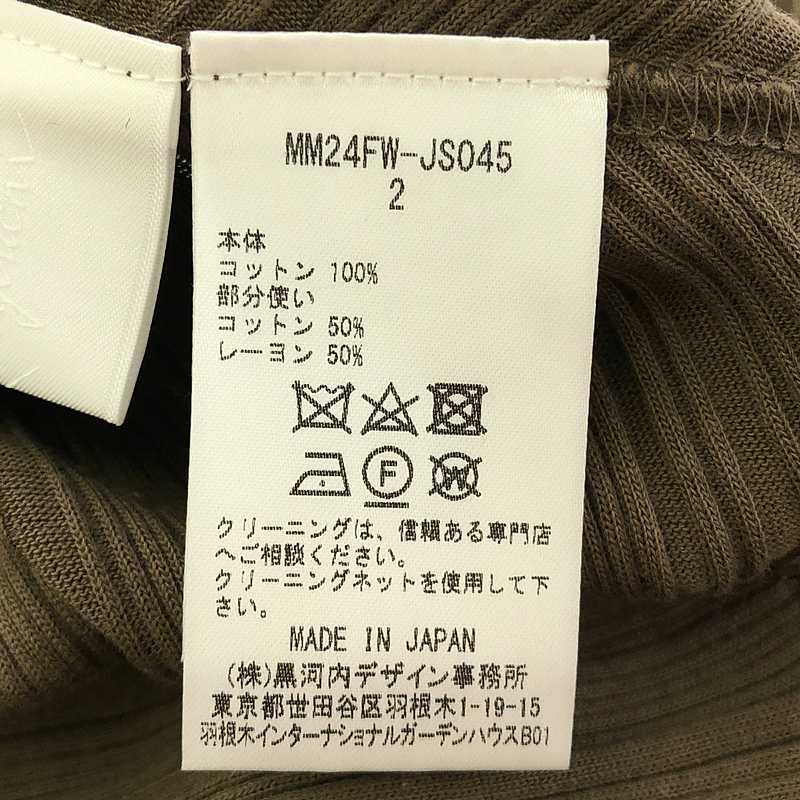 MM24FW-JS045
2
本体
コットン 100%
部分使い
コットン 50%
レーヨン 50%
F
W
クリーニングは、信頼ある専門店
へご相談ください。
クリーニングネットを使用して下
さい。
MADE IN JAPAN
(株)黒河内デザイン事務所
東京都世田谷区羽根木1-19-15
羽根木インターナショナルガーデンハウスB01